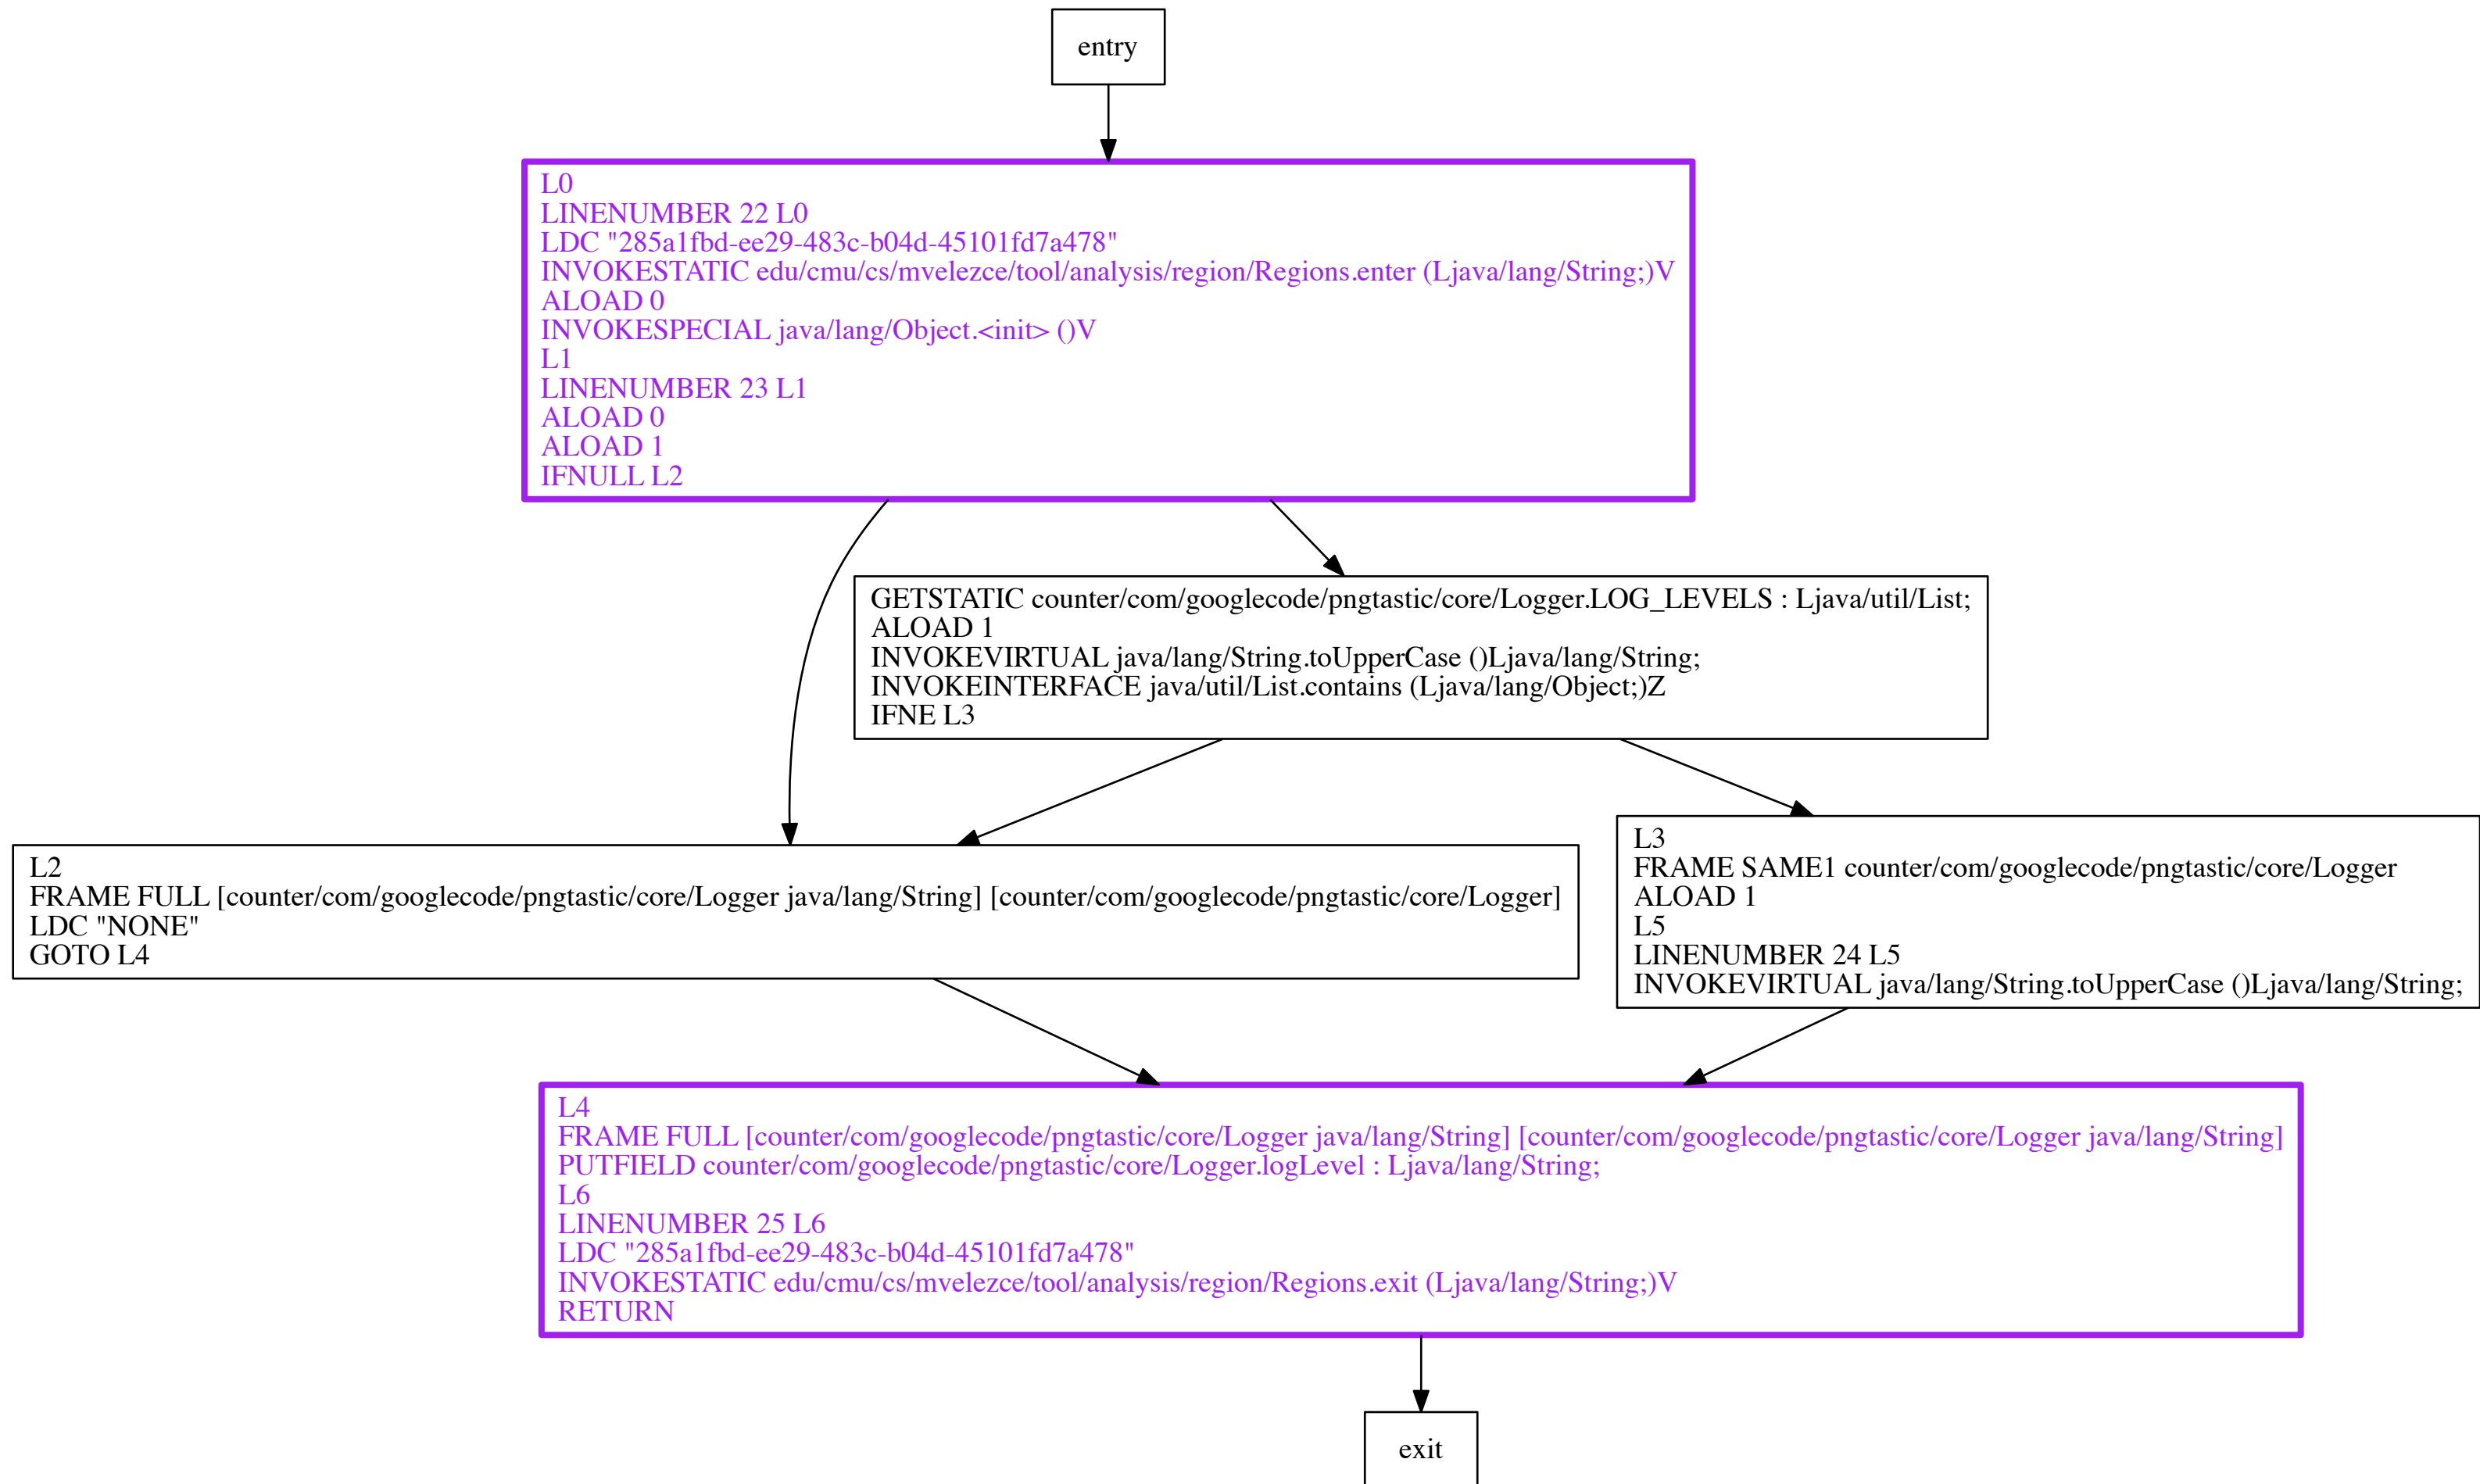 entry
L0
LINENUMBER 22 L0
LDC "285a1fbd-ee29-483c-b04d-45101fd7a478"
INVOKESTATIC edu/cmu/cs/mvelezce/tool/analysis/region/Regions.enter (Ljava/lang/String;)V
ALOAD 0
INVOKESPECIAL java/lang/Object.<init> ()V
L1
LINENUMBER 23 L1
ALOAD 0
ALOAD 1
IFNULL L2
GETSTATIC counter/com/googlecode/pngtastic/core/Logger.LOG_LEVELS : Ljava/util/List;
ALOAD 1
INVOKEVIRTUAL java/lang/String.toUpperCase ()Ljava/lang/String;
INVOKEINTERFACE java/util/List.contains (Ljava/lang/Object;)Z
IFNE L3
L2
FRAME FULL [counter/com/googlecode/pngtastic/core/Logger java/lang/String] [counter/com/googlecode/pngtastic/core/Logger]
LDC "NONE"
GOTO L4
L3
FRAME SAME1 counter/com/googlecode/pngtastic/core/Logger
ALOAD 1
L5
LINENUMBER 24 L5
INVOKEVIRTUAL java/lang/String.toUpperCase ()Ljava/lang/String;
L4
FRAME FULL [counter/com/googlecode/pngtastic/core/Logger java/lang/String] [counter/com/googlecode/pngtastic/core/Logger java/lang/String]
PUTFIELD counter/com/googlecode/pngtastic/core/Logger.logLevel : Ljava/lang/String;
L6
LINENUMBER 25 L6
LDC "285a1fbd-ee29-483c-b04d-45101fd7a478"
INVOKESTATIC edu/cmu/cs/mvelezce/tool/analysis/region/Regions.exit (Ljava/lang/String;)V
RETURN
exit